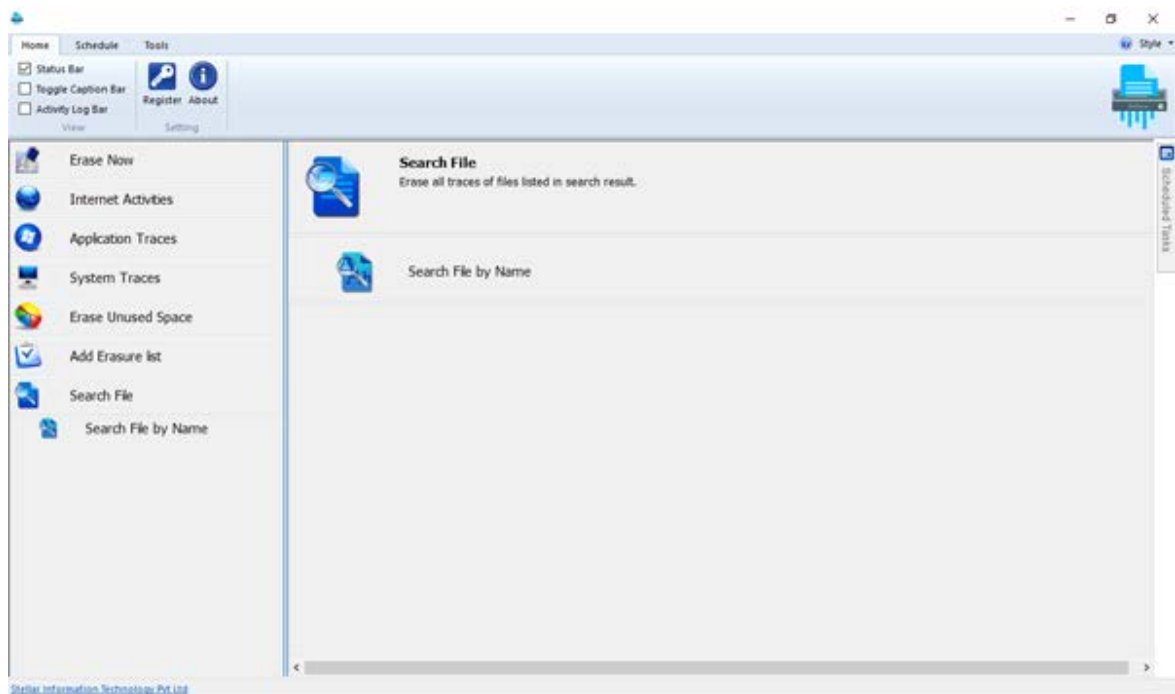 Home Schedule Tools
Style
Status Bar
Toggle Caption Bar
Activity Log Bar
Register About
View Setting
Erase Now
Internet Activities
Application Traces
System Traces
Erase Unused Space
Add Erasure list
Search File
Search File by Name
Search File
Erase all traces of files listed in search result.
Search File by Name
Scheduled Tasks
Stellar Information Technology Pvt Ltd